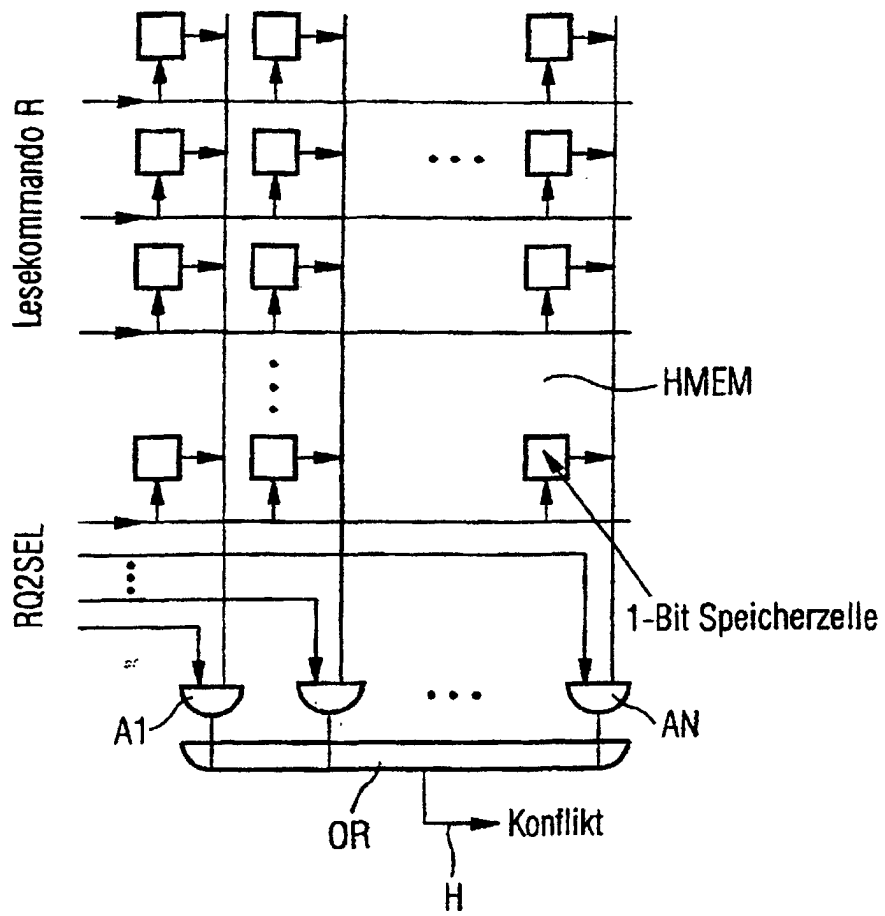 Lesekommando R
HMEM
RQ2SEL
1-Bit Speicherzelle
A1
AN
OR
Konflikt
H